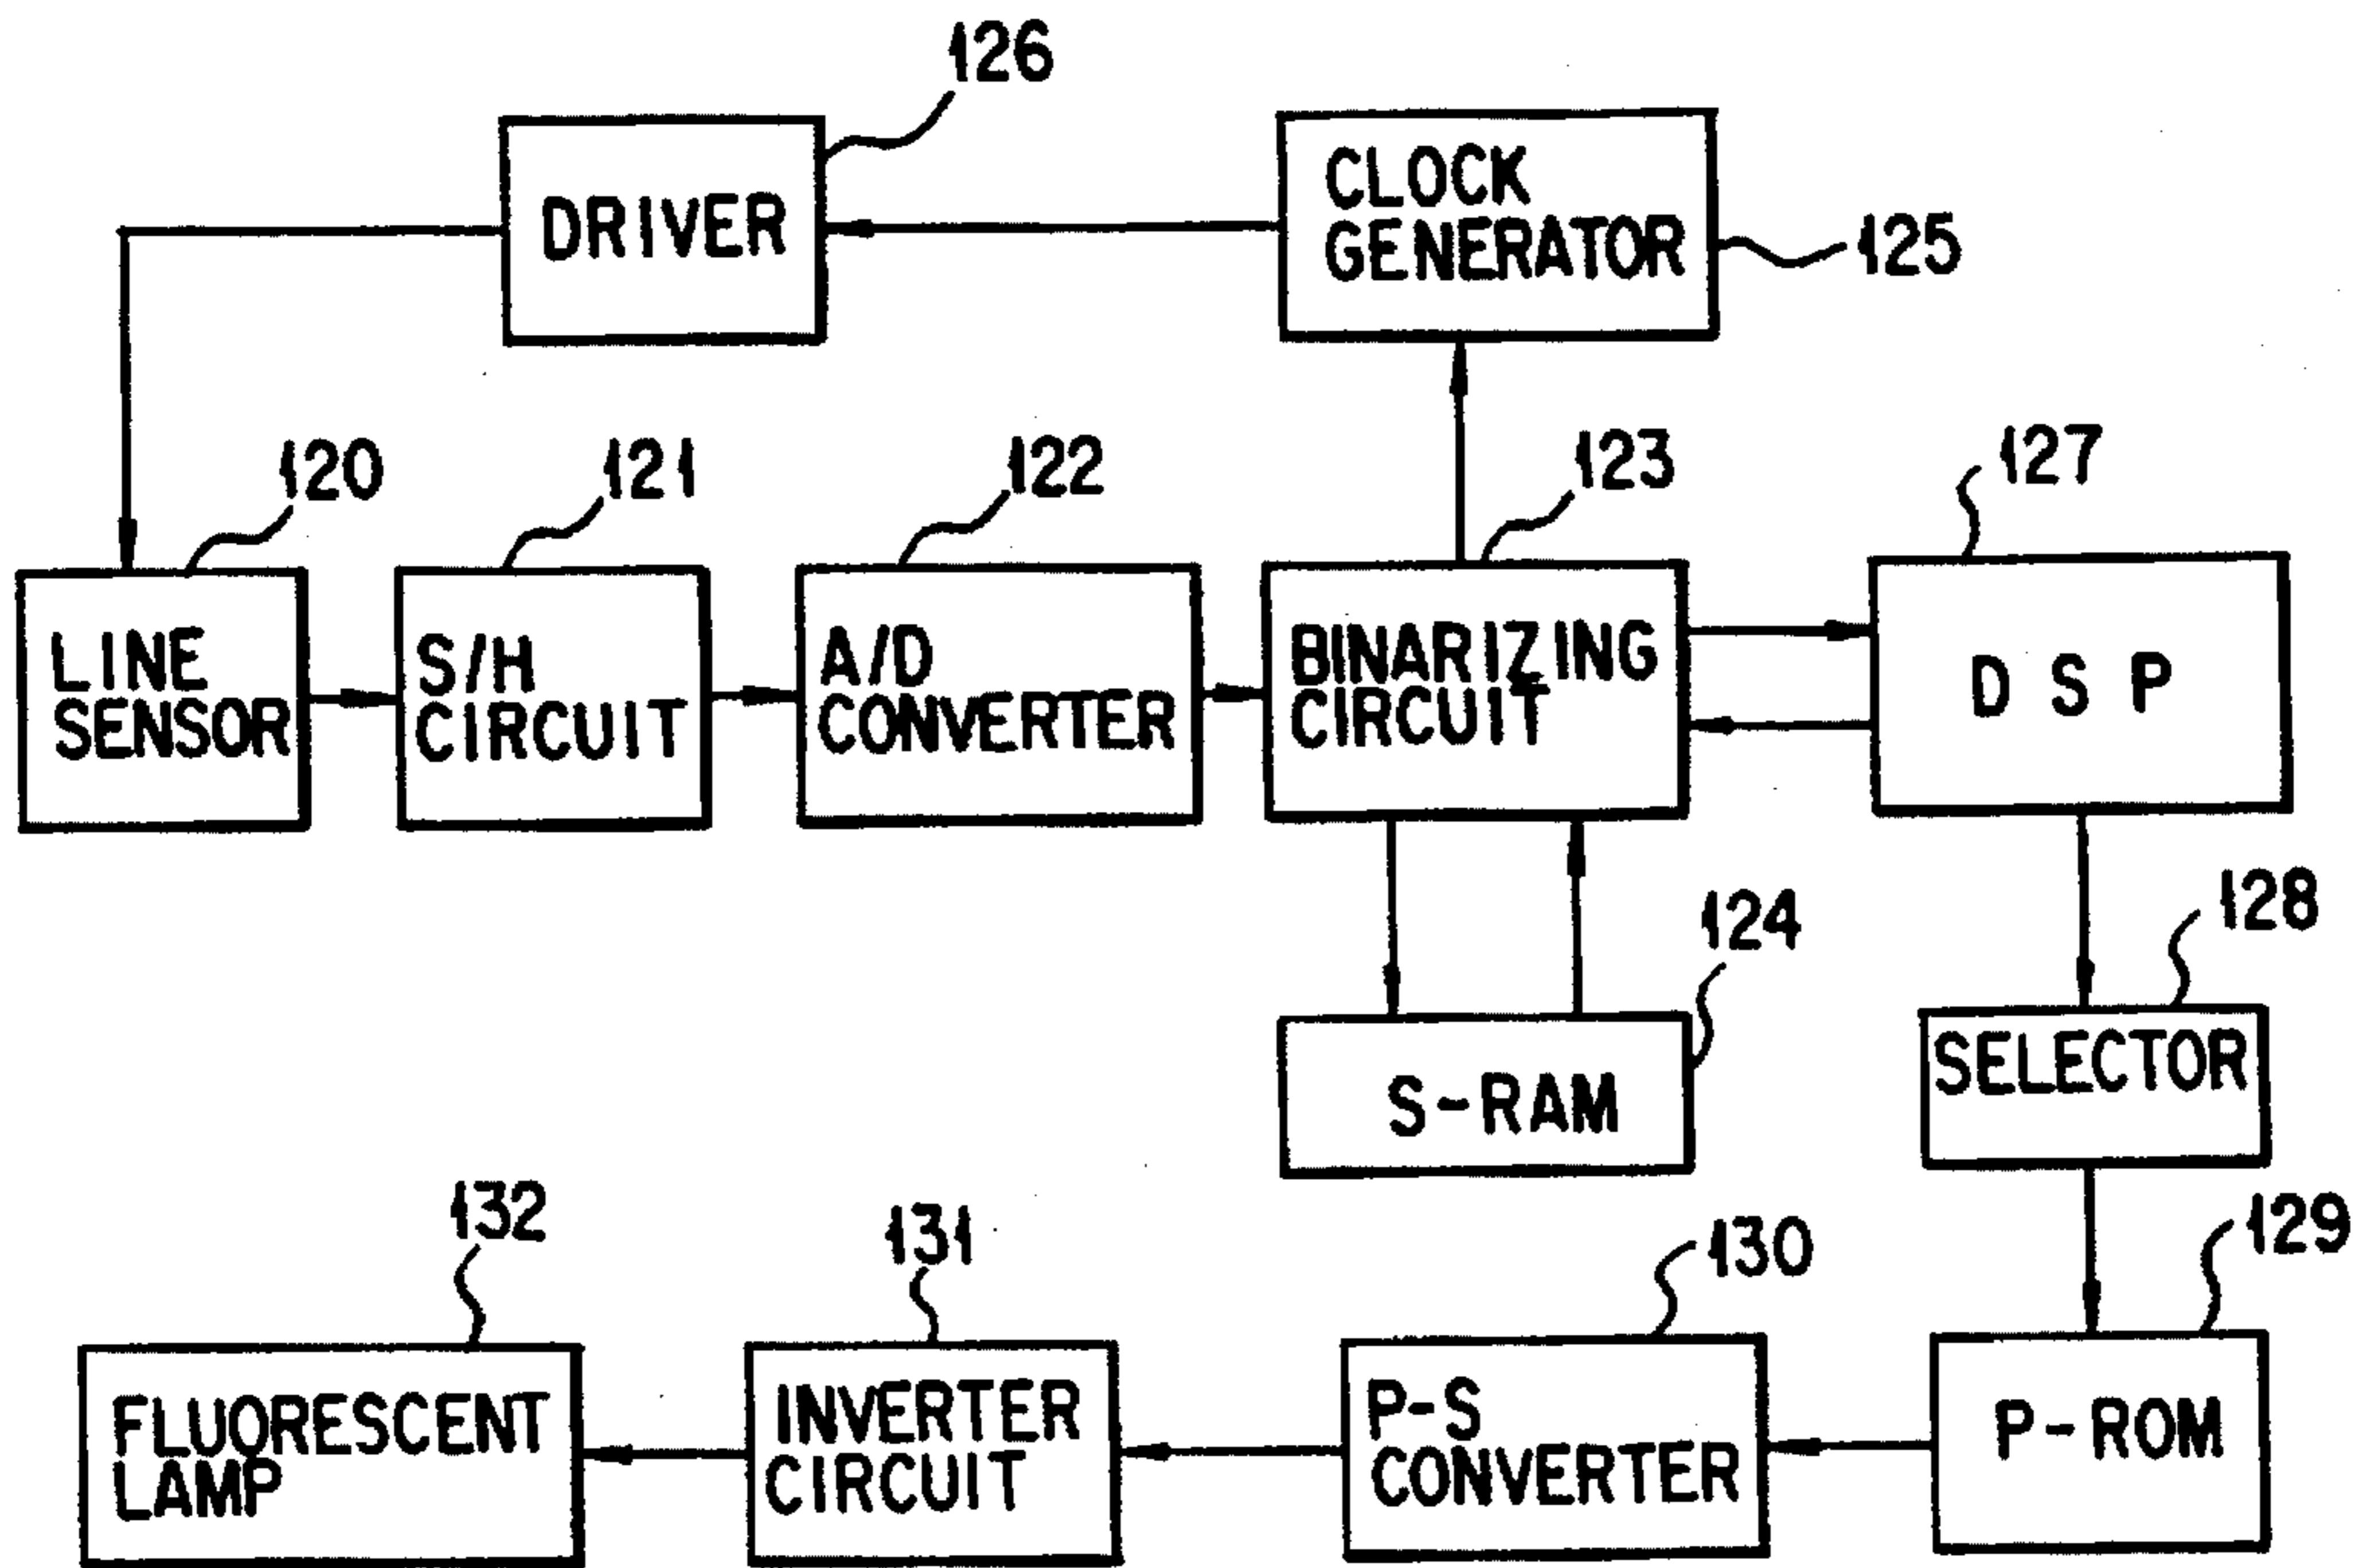 126
DRIVER
CLOCK
GENERATOR
125
120
121
122
123
127
LINE
SENSOR
S/H
CIRCUIT
A/D
CONVERTER
BINARIZING
CIRCUIT
DSP
124
128
S-RAM
SELECTOR
132
131
130
129
FLUORESCENT
LAMP
INVERTER
CIRCUIT
P-S
CONVERTER
P-ROM